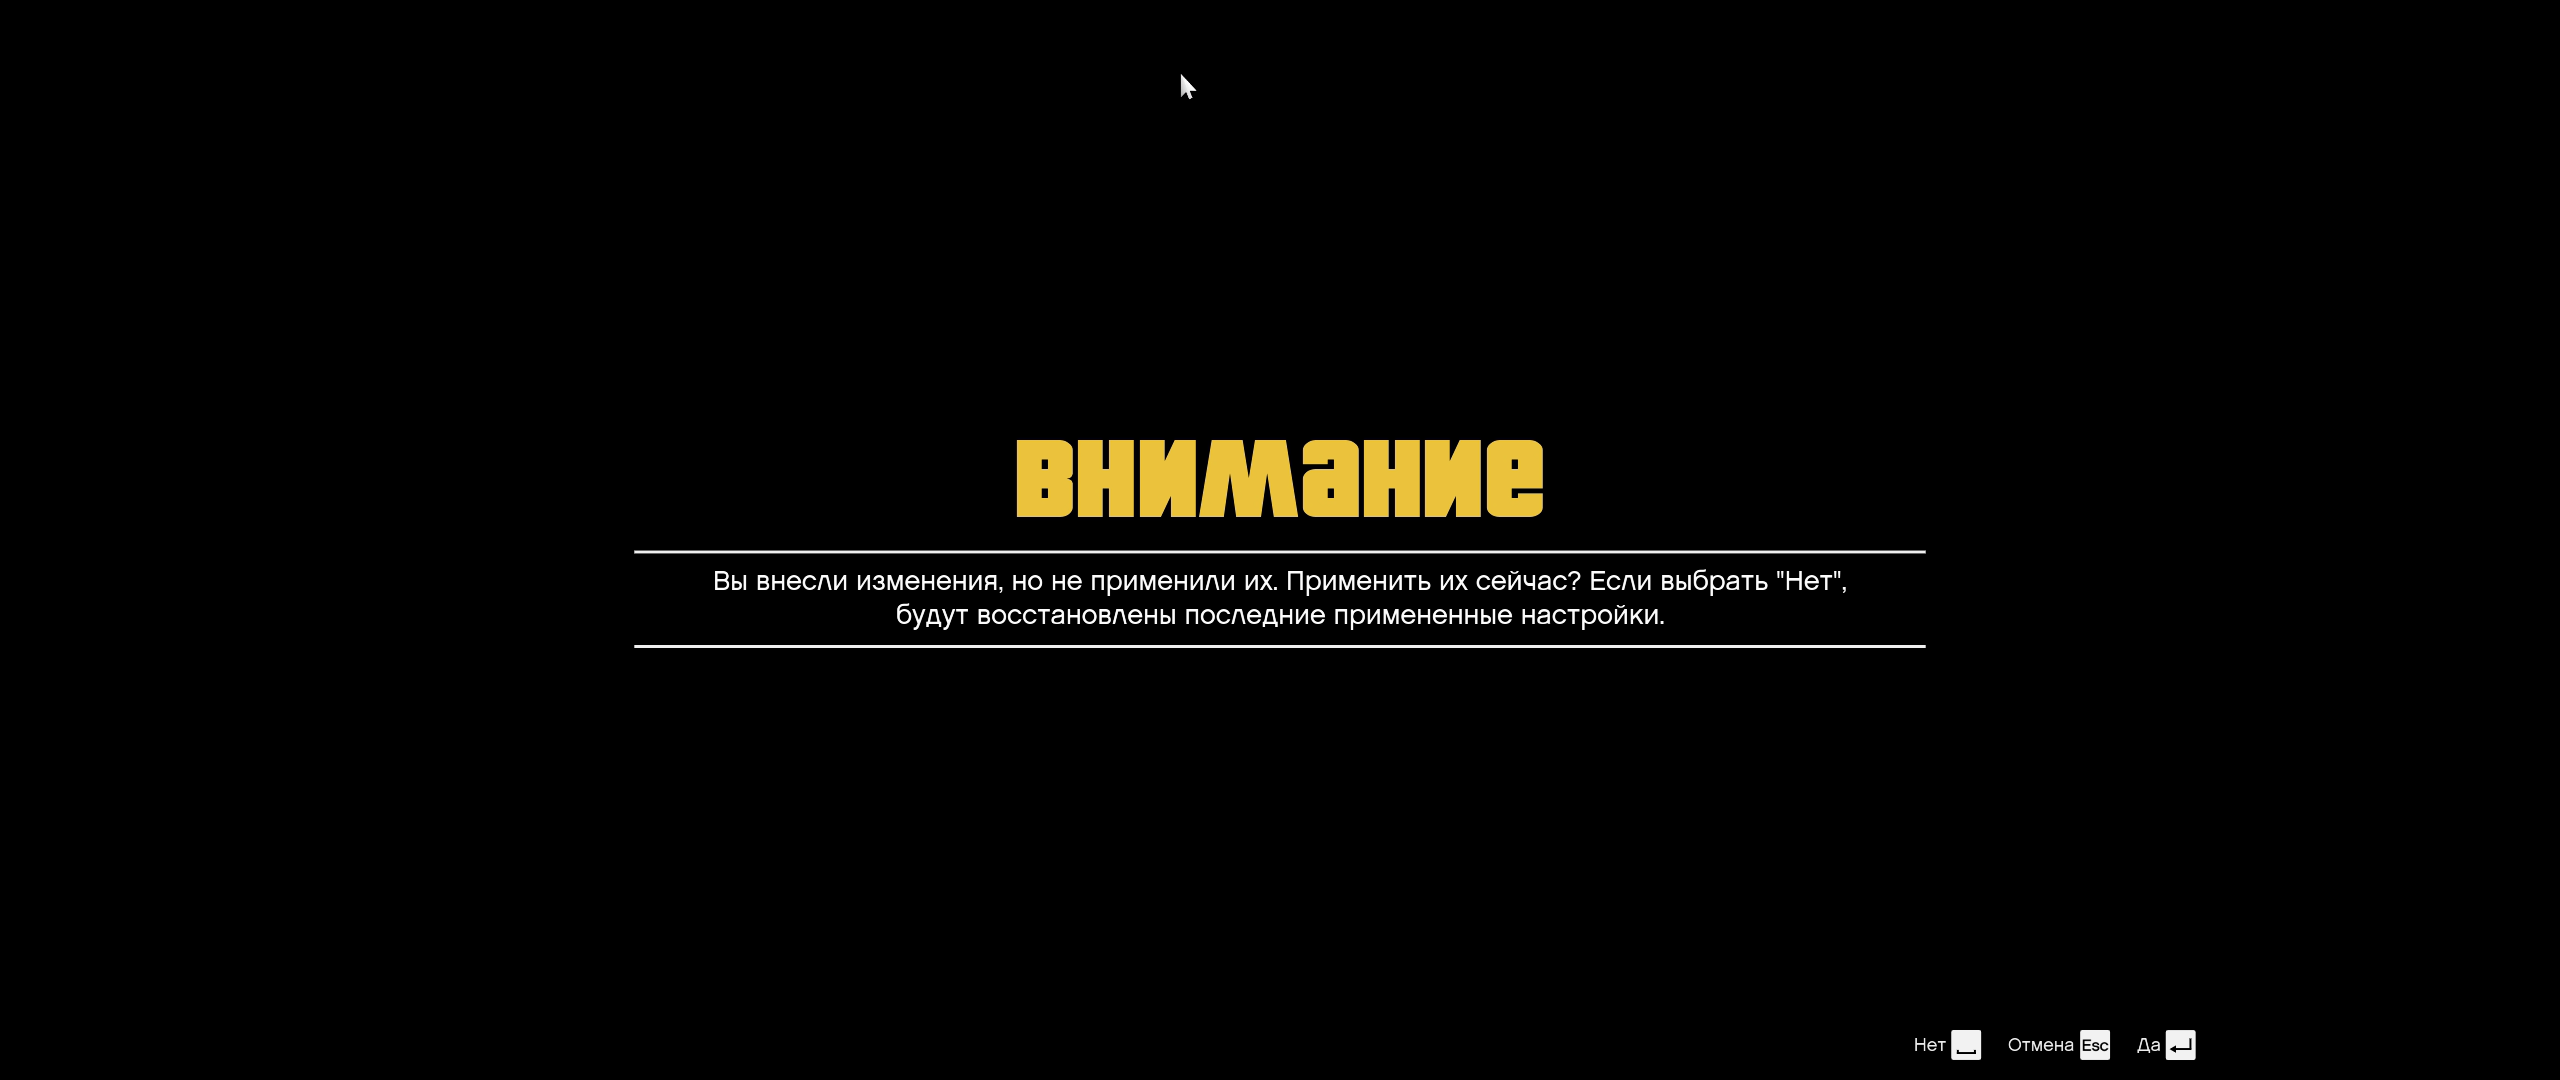 внимание
Вы внесли изменения, но не применили их. Применить их сейчас? Если выбрать "Нет",
будут восстановлены последние примененные настройки.
Нет Отмена Esc Да